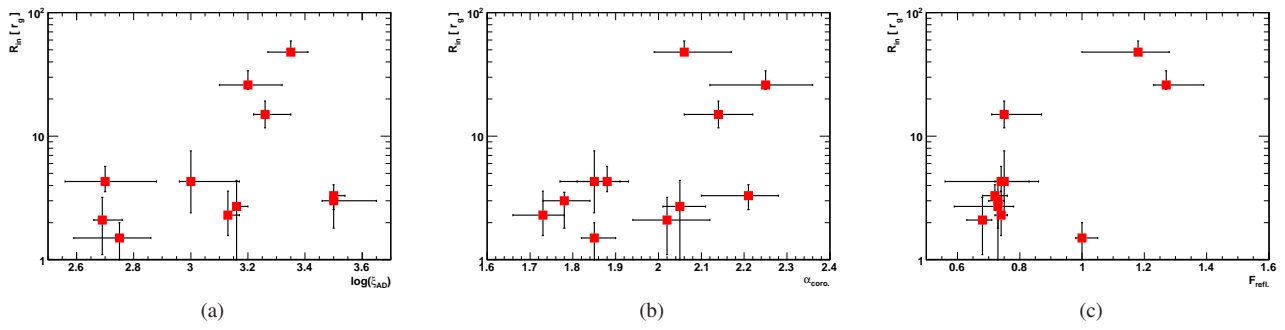 R_in [ r_g ]
10²
10
1
2.6 2.8 3 3.2 3.4 3.6
log(ξ_AD)
(a)
R_in [ r_g ]
10²
10
1
1.6 1.7 1.8 1.9 2 2.1 2.2 2.3 2.4
α_coro.
(b)
R_in [ r_g ]
10²
10
1
0.6 0.8 1 1.2 1.4 1.6
F_refl.
(c)